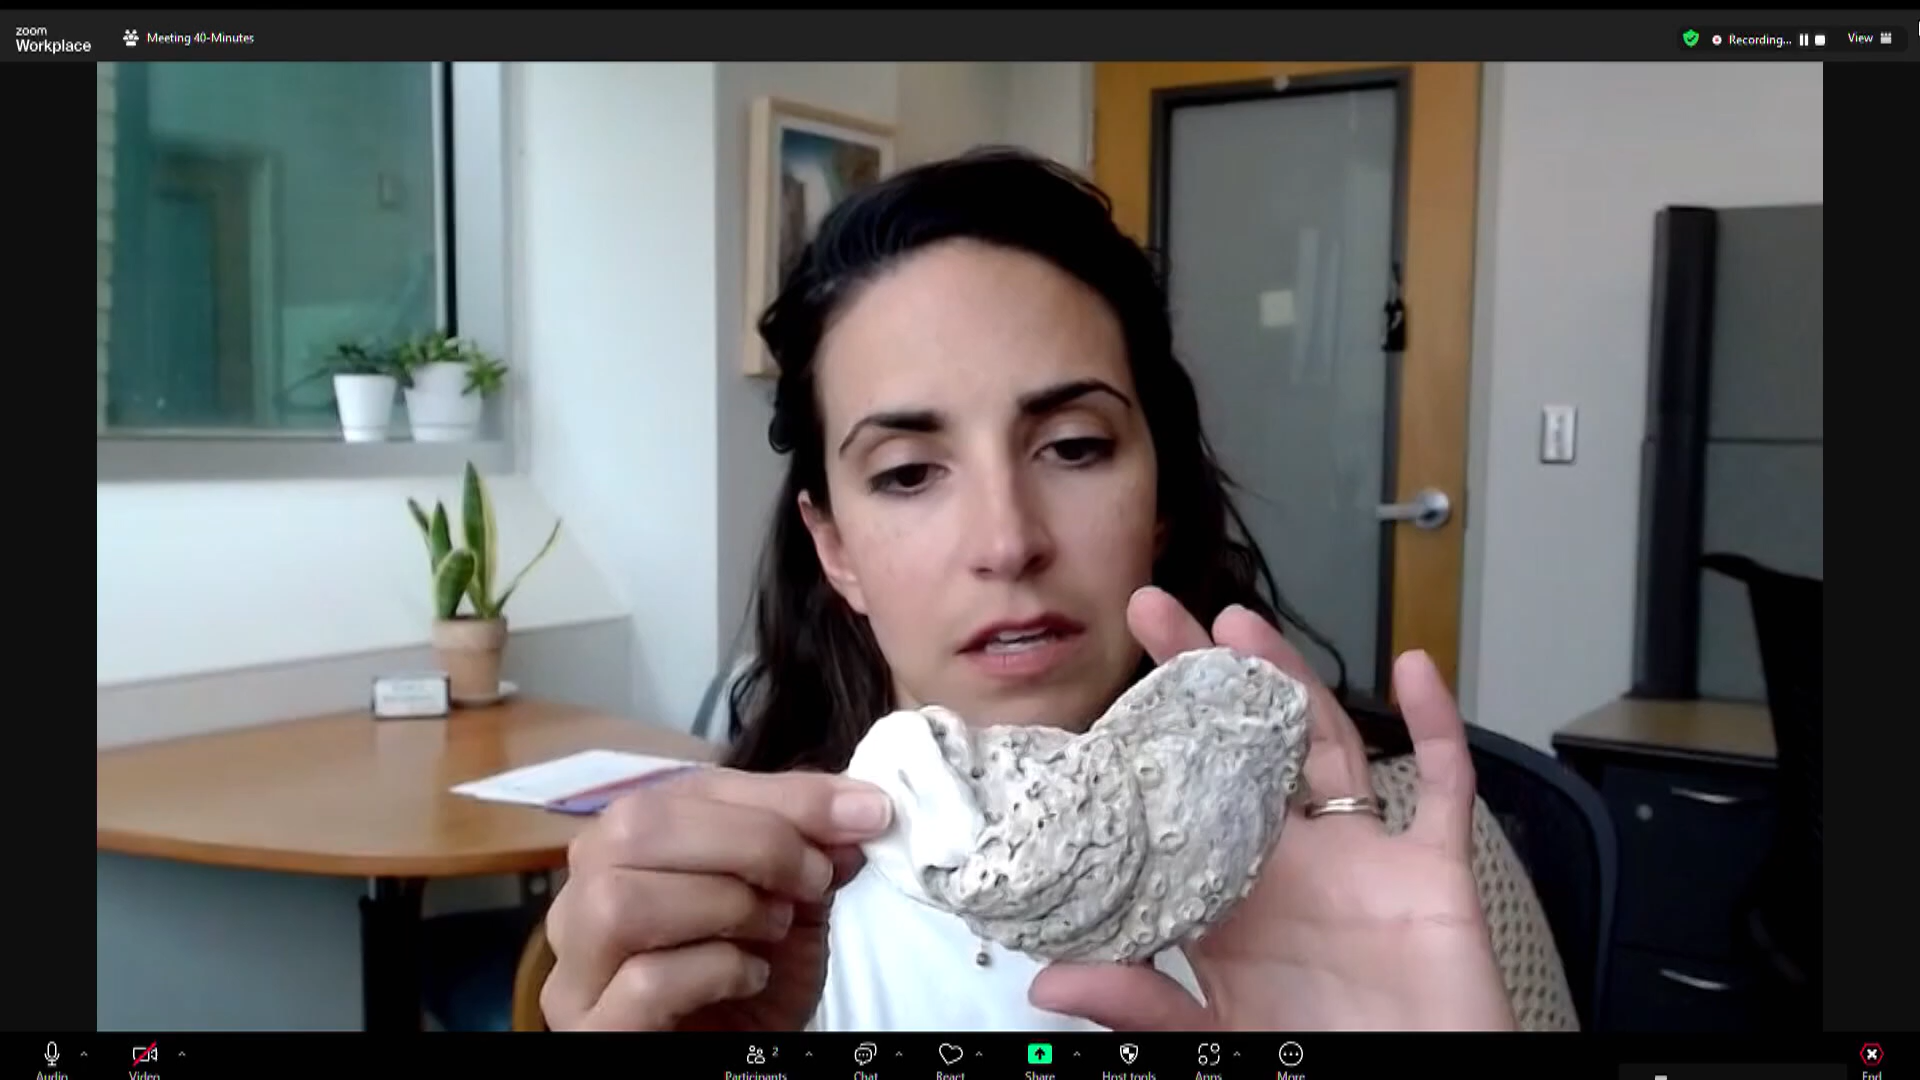 zoom
Workplace
Meeting 40-Minutes
Recording...
View
Audio
Video
2
Participants
Chat
React
Share
Host tools
Apps
More
End